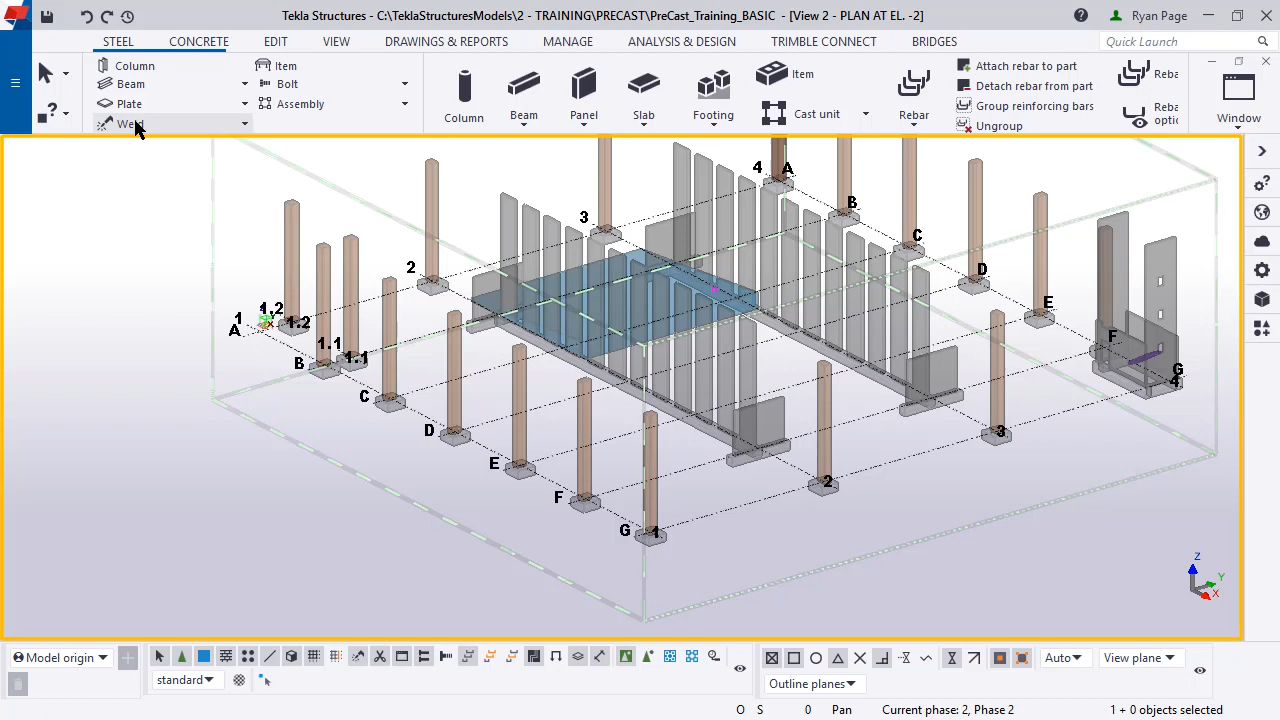 Tekla Structures - C:\TeklaStructuresModels\2 - TRAINING\PRECAST\PreCast_Training_BASIC - [View 2 - PLAN AT EL. -2]
Ryan Page
STEEL CONCRETE EDIT VIEW DRAWINGS & REPORTS MANAGE ANALYSIS & DESIGN TRIMBLE CONNECT BRIDGES
Quick Launch
Column
Beam
Plate
Item
Bolt
Assembly
Column
Beam
Panel
Slab
Footing
Item
Cast unit
Rebar
Attach rebar to part
Detach rebar from part
Group reinforcing bars
Ungroup
Reba
Reba
optic
Window
4 A
B
3
C
2
D
1
A
1.2
1.2
E
1.1
1.1
F
B
G
4
C
D
3
E
2
F
G 1
Z
Y
X
Model origin
standard
Auto
View plane
Outline planes
O S 0 Pan Current phase: 2, Phase 2 1 + 0 objects selected